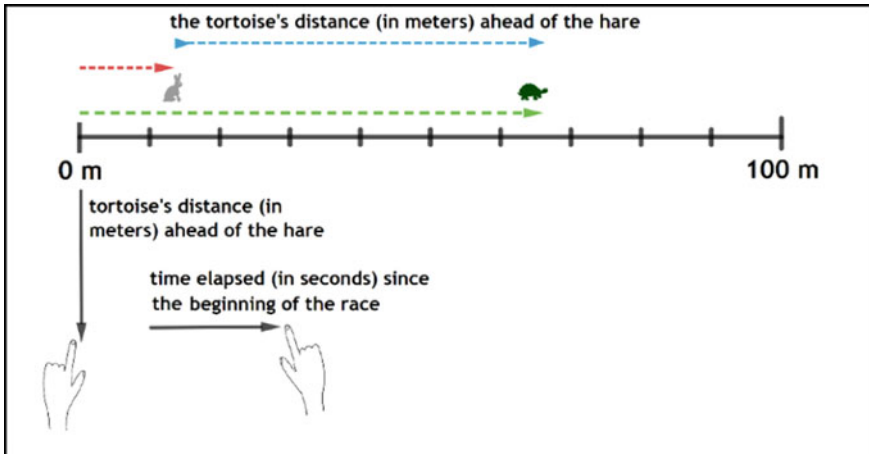 the tortoise's distance (in meters) ahead of the hare
0 m
100 m
tortoise's distance (in
meters) ahead of the hare
time elapsed (in seconds) since
the beginning of the race